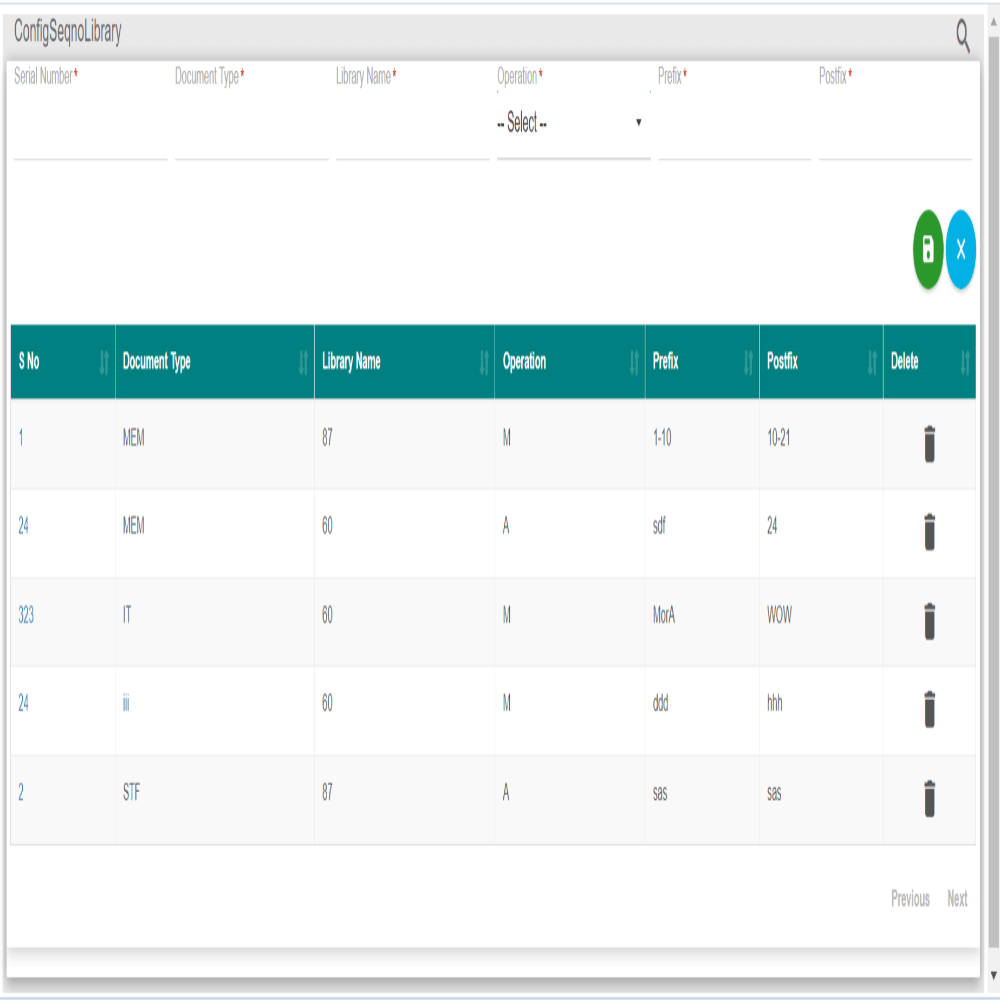 ConfigSeqnoLibrary
Serial Number* Document Type* Library Name* Operation* Prefix* Postfix*
-- Select --
S No Document Type Library Name Operation Prefix Postfix Delete
1 MEM 87 M 1-10 10-21
24 MEM 60 A sdf 24
323 IT 60 M MorA WOW
24 iii 60 M ddd hhh
2 STF 87 A sas sas
Previous Next